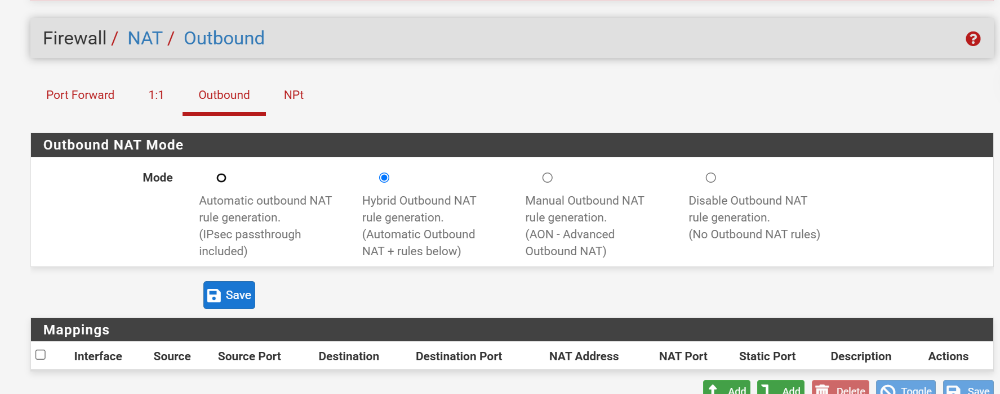 Firewall / NAT / Outbound
Port Forward 1:1 Outbound NPt
Outbound NAT Mode
Mode
Automatic outbound NAT
rule generation.
(IPsec passthrough
included)
Hybrid Outbound NAT
rule generation.
(Automatic Outbound
NAT + rules below)
Manual Outbound NAT
rule generation.
(AON - Advanced
Outbound NAT)
Disable Outbound NAT
rule generation.
(No Outbound NAT rules)
Save
Mappings
Interface Source Source Port Destination Destination Port NAT Address NAT Port Static Port Description Actions
Add Add Delete Toggle Save